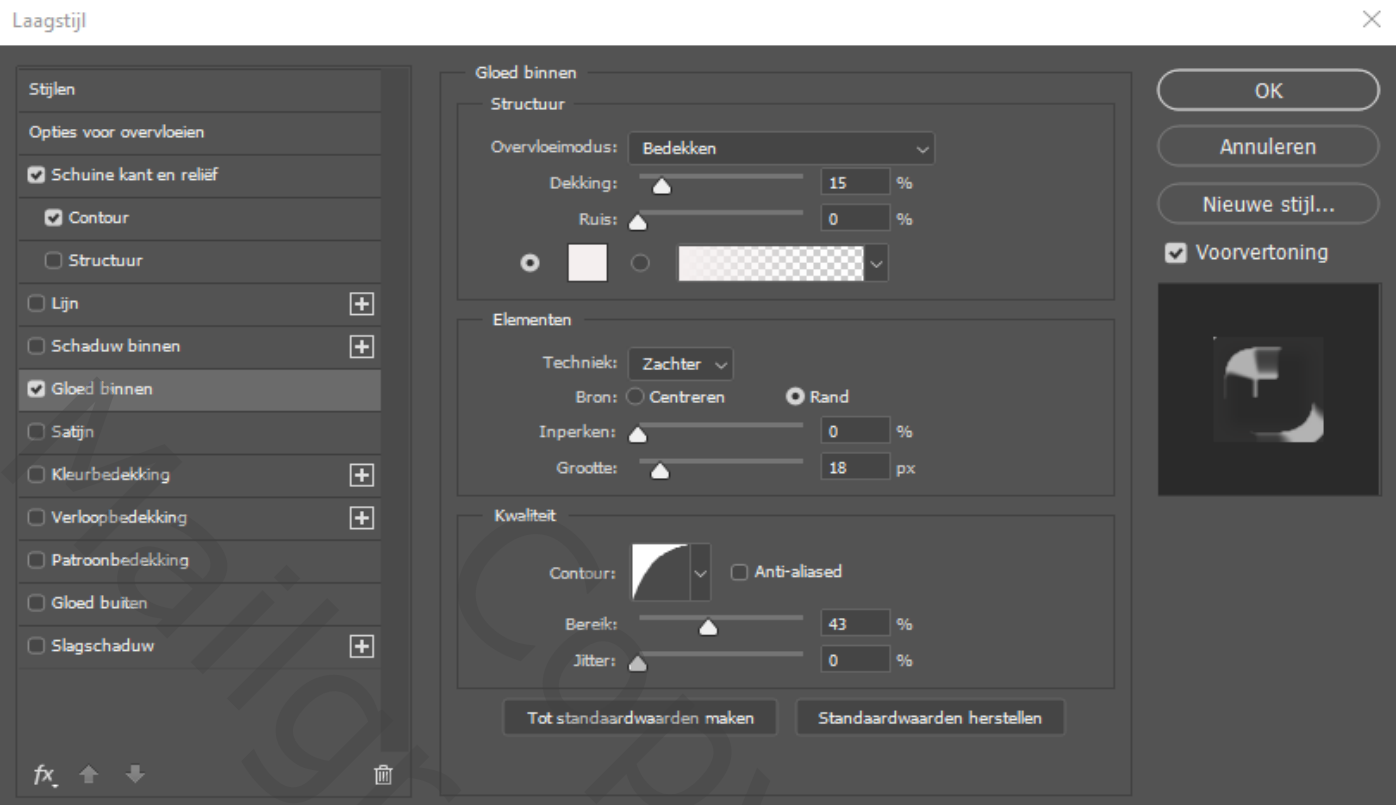 Laagstijl
Stijlen
Opties voor overvloeien
Schuine kant en reliëf
Contour
Structuur
Lijn
Schaduw binnen
Gloed binnen
Satijn
Kleurbedekking
Verloopbedekking
Patroonbedekking
Gloed buiten
Slagschaduw
fx
Gloed binnen
Structuur
Overvloeimodus: Bedekken
Dekking: 15 %
Ruis: 0 %
Elementen
Techniek: Zachter
Bron: Centreren Rand
Inperken: 0 %
Grootte: 18 px
Kwaliteit
Contour: Anti-aliased
Bereik: 43 %
Jitter: 0 %
Tot standaardwaarden maken Standaardwaarden herstellen
OK
Annuleren
Nieuwe stijl...
Voorvertoning